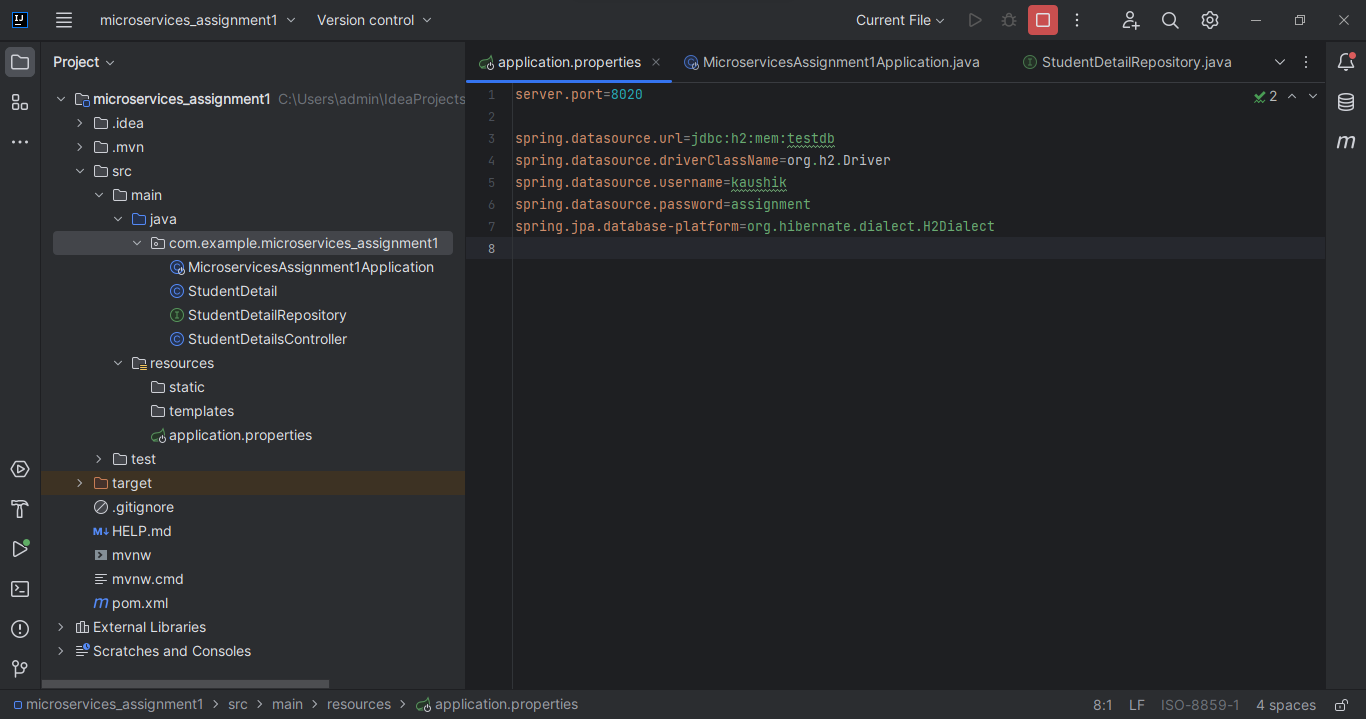 microservices_assignment1 Version control Current File
Project
application.properties MicroservicesAssignment1Application.java StudentDetailRepository.java
microservices_assignment1 C:\Users\admin\IdeaProjects
.idea
.mvn
src
main
java
com.example.microservices_assignment1
MicroservicesAssignment1Application
StudentDetail
StudentDetailRepository
StudentDetailsController
resources
static
templates
application.properties
test
target
.gitignore
HELP.md
mvnw
mvnw.cmd
pom.xml
External Libraries
Scratches and Consoles
1 server.port=8020
2
3 spring.datasource.url=jdbc:h2:mem:testdb
4 spring.datasource.driverClassName=org.h2.Driver
5 spring.datasource.username=kaushik
6 spring.datasource.password=assignment
7 spring.jpa.database-platform=org.hibernate.dialect.H2Dialect
8
2
microservices_assignment1 > src > main > resources > application.properties
8:1 LF ISO-8859-1 4 spaces